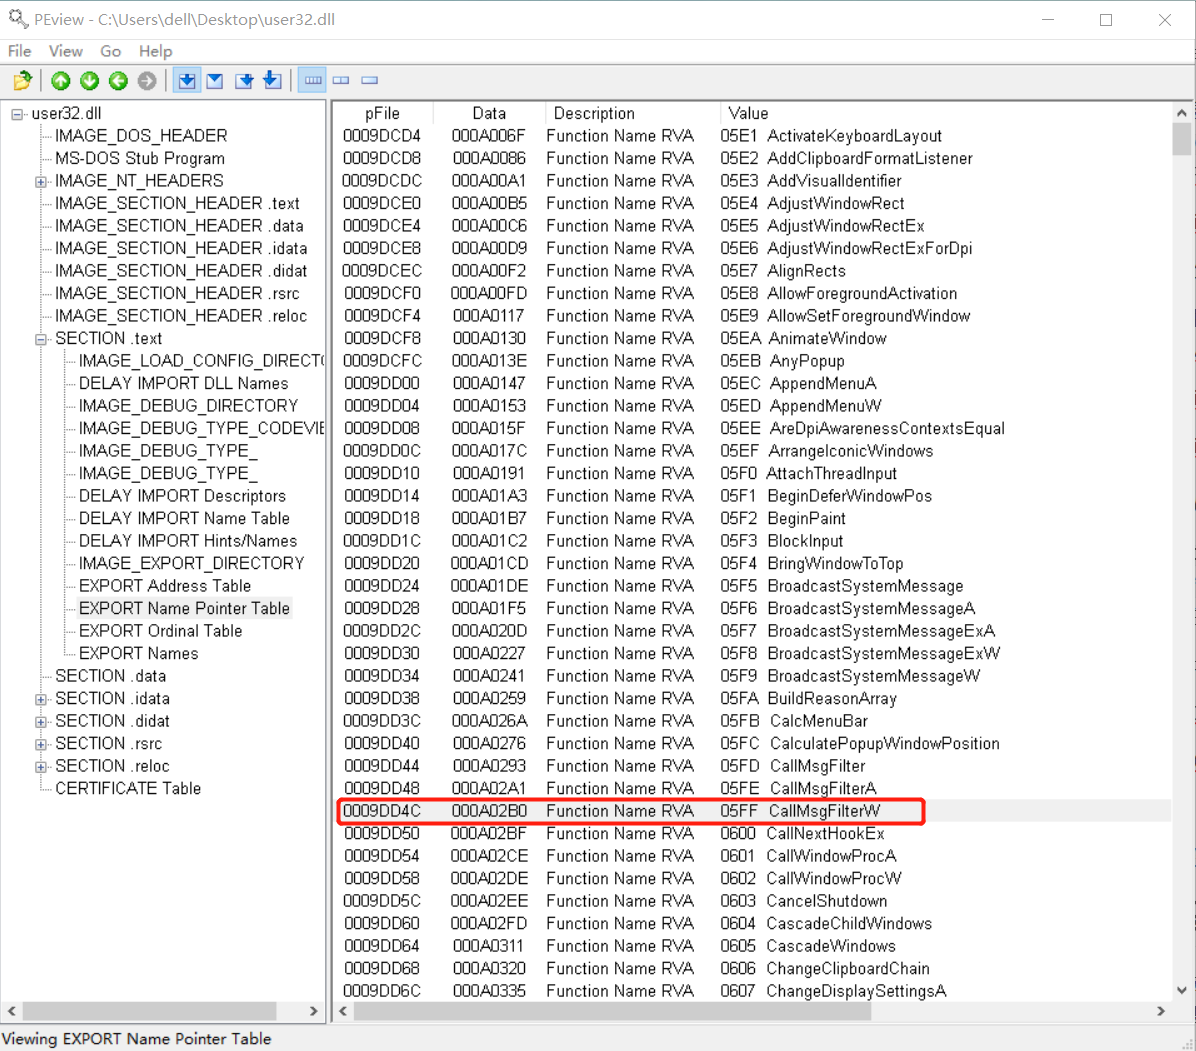 PEview - C:\Users\dell\Desktop\user32.dll
File View Go Help
user32.dll
IMAGE_DOS_HEADER
MS-DOS Stub Program
IMAGE_NT_HEADERS
IMAGE_SECTION_HEADER .text
IMAGE_SECTION_HEADER .data
IMAGE_SECTION_HEADER .idata
IMAGE_SECTION_HEADER .didat
IMAGE_SECTION_HEADER .rsrc
IMAGE_SECTION_HEADER .reloc
SECTION .text
IMAGE_LOAD_CONFIG_DIRECTO
DELAY IMPORT DLL Names
IMAGE_DEBUG_DIRECTORY
IMAGE_DEBUG_TYPE_CODEVIE
IMAGE_DEBUG_TYPE_
IMAGE_DEBUG_TYPE_
DELAY IMPORT Descriptors
DELAY IMPORT Name Table
DELAY IMPORT Hints/Names
IMAGE_EXPORT_DIRECTORY
EXPORT Address Table
EXPORT Name Pointer Table
EXPORT Ordinal Table
EXPORT Names
SECTION .data
SECTION .idata
SECTION .didat
SECTION .rsrc
SECTION .reloc
CERTIFICATE Table
pFile Data Description Value
0009DCD4 000A006F Function Name RVA 05E1 ActivateKeyboardLayout
0009DCD8 000A0086 Function Name RVA 05E2 AddClipboardFormatListener
0009DCDC 000A00A1 Function Name RVA 05E3 AddVisualIdentifier
0009DCE0 000A00B5 Function Name RVA 05E4 AdjustWindowRect
0009DCE4 000A00C6 Function Name RVA 05E5 AdjustWindowRectEx
0009DCE8 000A00D9 Function Name RVA 05E6 AdjustWindowRectExForDpi
0009DCEC 000A00F2 Function Name RVA 05E7 AlignRects
0009DCF0 000A00FD Function Name RVA 05E8 AllowForegroundActivation
0009DCF4 000A0117 Function Name RVA 05E9 AllowSetForegroundWindow
0009DCF8 000A0130 Function Name RVA 05EA AnimateWindow
0009DCFC 000A013E Function Name RVA 05EB AnyPopup
0009DD00 000A0147 Function Name RVA 05EC AppendMenuA
0009DD04 000A0153 Function Name RVA 05ED AppendMenuW
0009DD08 000A015F Function Name RVA 05EE AreDpiAwarenessContextsEqual
0009DD0C 000A017C Function Name RVA 05EF ArrangeIconicWindows
0009DD10 000A0191 Function Name RVA 05F0 AttachThreadInput
0009DD14 000A01A3 Function Name RVA 05F1 BeginDeferWindowPos
0009DD18 000A01B7 Function Name RVA 05F2 BeginPaint
0009DD1C 000A01C2 Function Name RVA 05F3 BlockInput
0009DD20 000A01CD Function Name RVA 05F4 BringWindowToTop
0009DD24 000A01DE Function Name RVA 05F5 BroadcastSystemMessage
0009DD28 000A01F5 Function Name RVA 05F6 BroadcastSystemMessageA
0009DD2C 000A020D Function Name RVA 05F7 BroadcastSystemMessageExA
0009DD30 000A0227 Function Name RVA 05F8 BroadcastSystemMessageExW
0009DD34 000A0241 Function Name RVA 05F9 BroadcastSystemMessageW
0009DD38 000A0259 Function Name RVA 05FA BuildReasonArray
0009DD3C 000A026A Function Name RVA 05FB CalcMenuBar
0009DD40 000A0276 Function Name RVA 05FC CalculatePopupWindowPosition
0009DD44 000A0293 Function Name RVA 05FD CallMsgFilter
0009DD48 000A02A1 Function Name RVA 05FE CallMsgFilterA
0009DD4C 000A02B0 Function Name RVA 05FF CallMsgFilterW
0009DD50 000A02BF Function Name RVA 0600 CallNextHookEx
0009DD54 000A02CE Function Name RVA 0601 CallWindowProcA
0009DD58 000A02DE Function Name RVA 0602 CallWindowProcW
0009DD5C 000A02EE Function Name RVA 0603 CancelShutdown
0009DD60 000A02FD Function Name RVA 0604 CascadeChildWindows
0009DD64 000A0311 Function Name RVA 0605 CascadeWindows
0009DD68 000A0320 Function Name RVA 0606 ChangeClipboardChain
0009DD6C 000A0335 Function Name RVA 0607 ChangeDisplaySettingsA
Viewing EXPORT Name Pointer Table